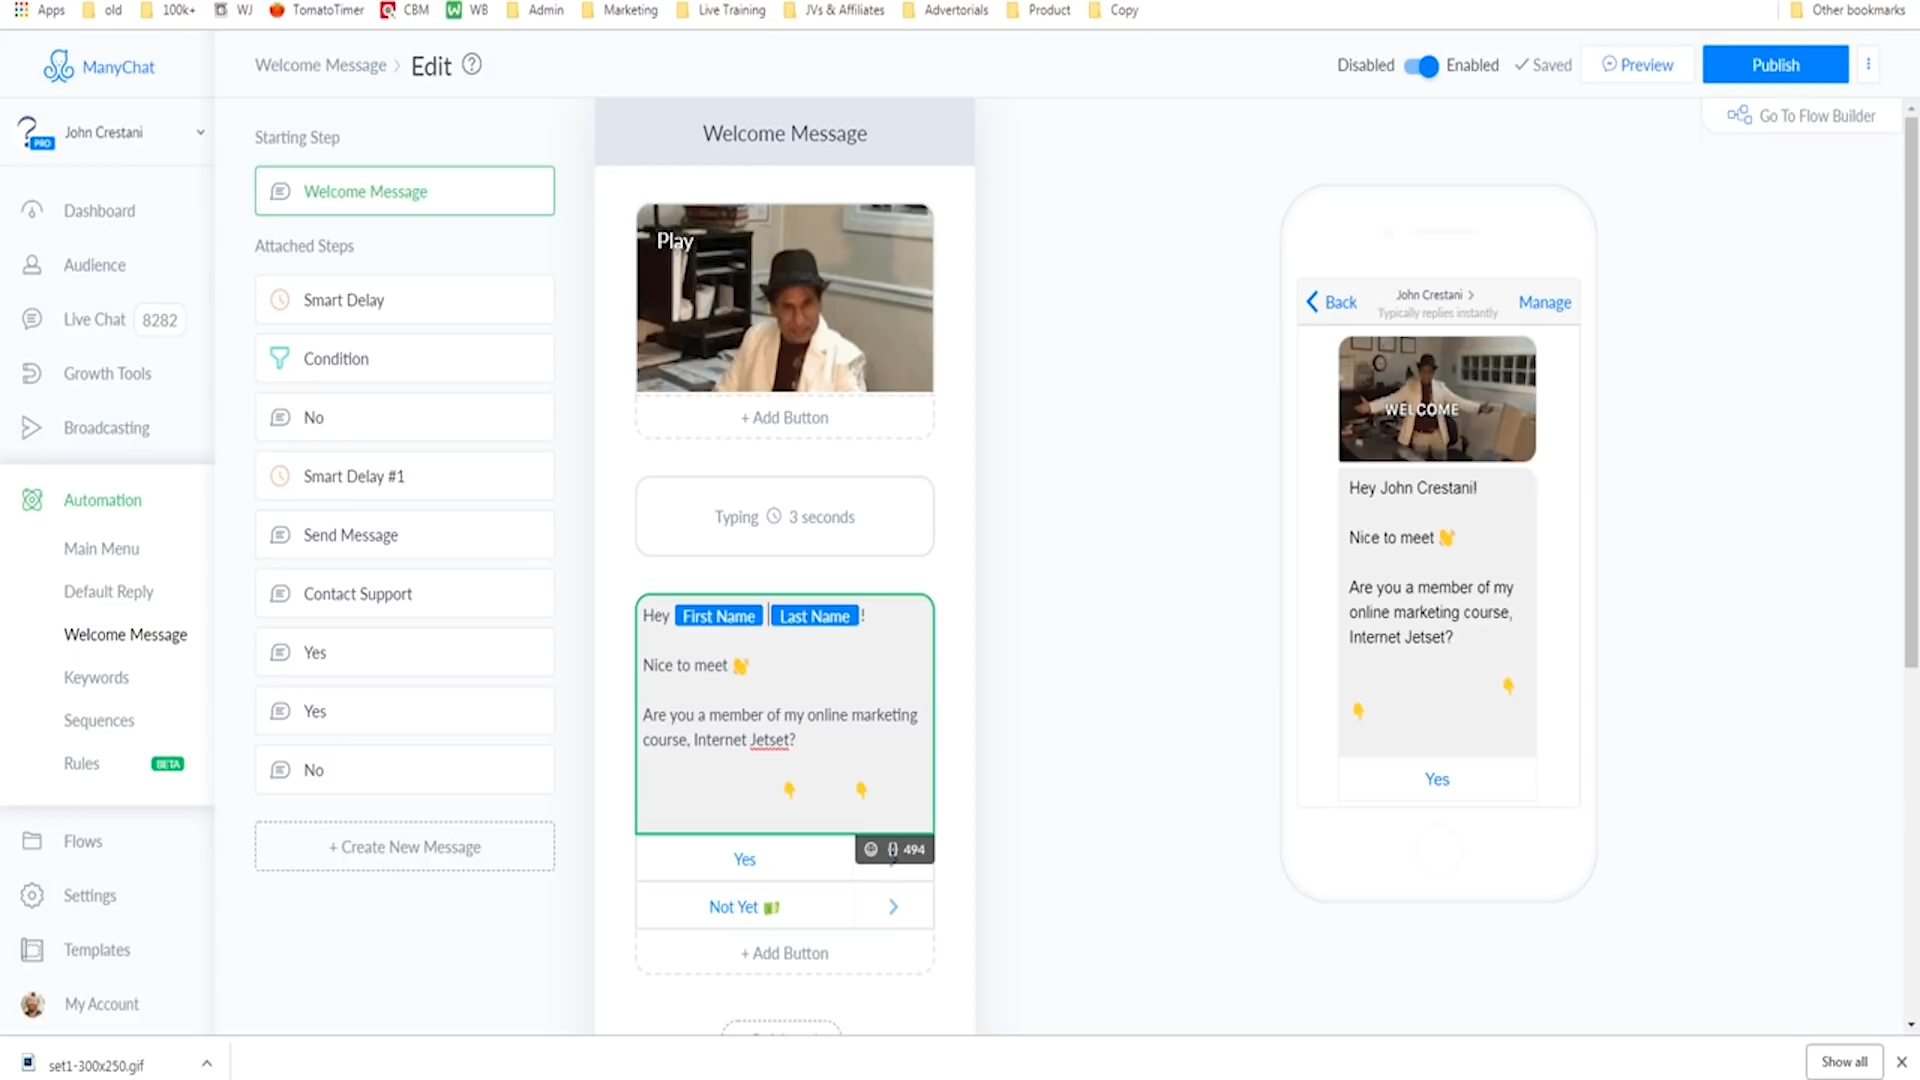 Apps old 100k+ WJ TomatoTimer CBM WB Admin Marketing Live Training JVs & Affiliates Advertorials Product Copy Other bookmarks
ManyChat
Welcome Message > Edit ?
Disabled Enabled ✓ Saved Preview Publish
Go To Flow Builder
PRO John Crestani
Dashboard
Audience
Live Chat 8282
Growth Tools
Broadcasting
Automation
Main Menu
Default Reply
Welcome Message
Keywords
Sequences
Rules BETA
Flows
Settings
Templates
My Account
Starting Step
Welcome Message
Attached Steps
Smart Delay
Condition
No
Smart Delay #1
Send Message
Contact Support
Yes
Yes
No
+ Create New Message
Welcome Message
Play
+ Add Button
Typing 3 seconds
Hey First Name Last Name !
Nice to meet 👋
Are you a member of my online marketing
course, Internet Jetset?
👇 👇
{} 494
Yes
Not Yet
+ Add Button
Back John Crestani > Manage
Typically replies instantly
WELCOME
Hey John Crestani!
Nice to meet 👋
Are you a member of my
online marketing course,
Internet Jetset?
👇
👇
Yes
set1-300x250.gif
Show all